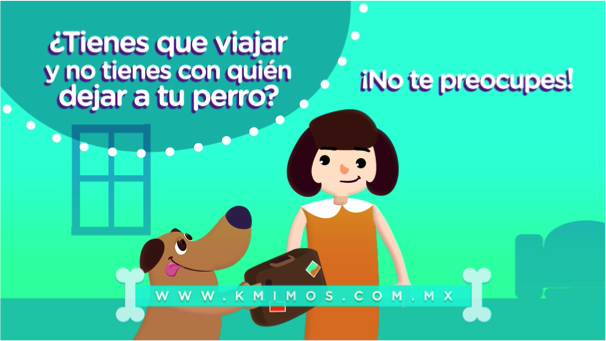 ¿Tienes que viajar
y no tienes con quién
dejar a tu perro?
¡No te preocupes!
WWW.KMIMOS.COM.MX